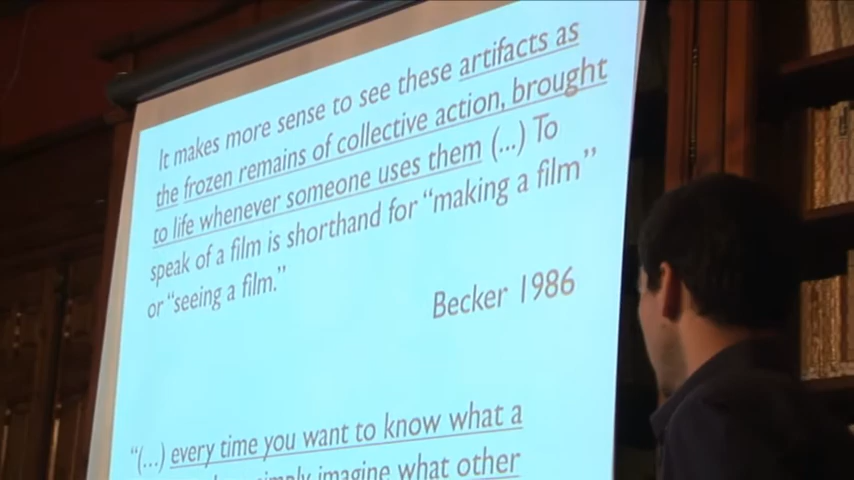 It makes more sense to see these artifacts as
the frozen remains of collective action, brought
to life whenever someone uses them (...) To
speak of a film is shorthand for “making a film”
or “seeing a film.”
Becker 1986
“(...) every time you want to know what a
simply imagine what other